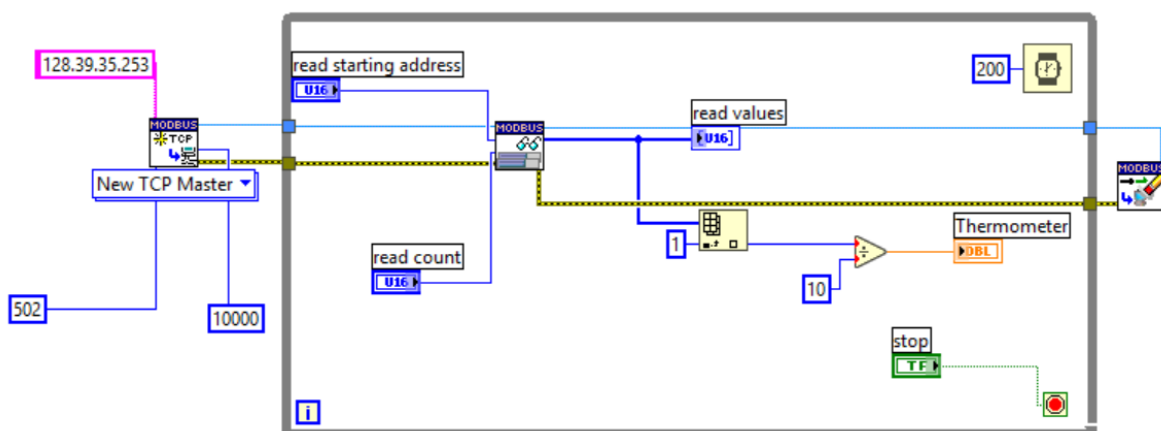 128.39.35.253
MODBUS
TCP
New TCP Master
502
10000
read starting address
U16
MODBUS
read count
U16
read values
[U16]
200
1
10
Thermometer
DBL
stop
TF
i
MODBUS